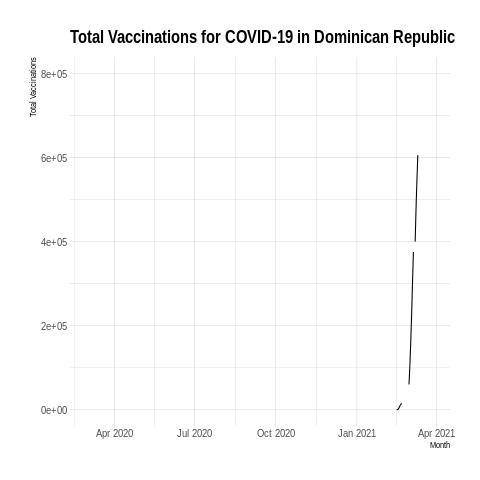 Total Vaccinations for COVID-19 in Dominican Republic
Total Vaccinations
8e+05
6e+05
4e+05
2e+05
0e+00
Apr 2020 Jul 2020 Oct 2020 Jan 2021 Apr 2021
Month